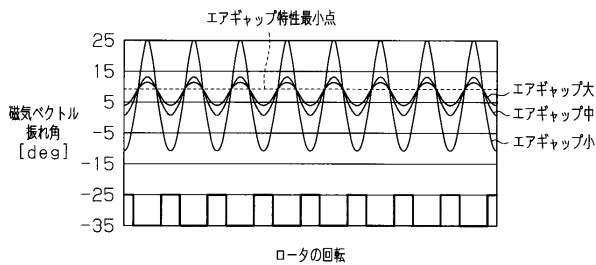 エアギャップ特性最小点
25
15
5
-5
-15
-25
-35
磁気ベクトル
振れ角
[deg]
エアギャップ大
エアギャップ中
エアギャップ小
ロータの回転